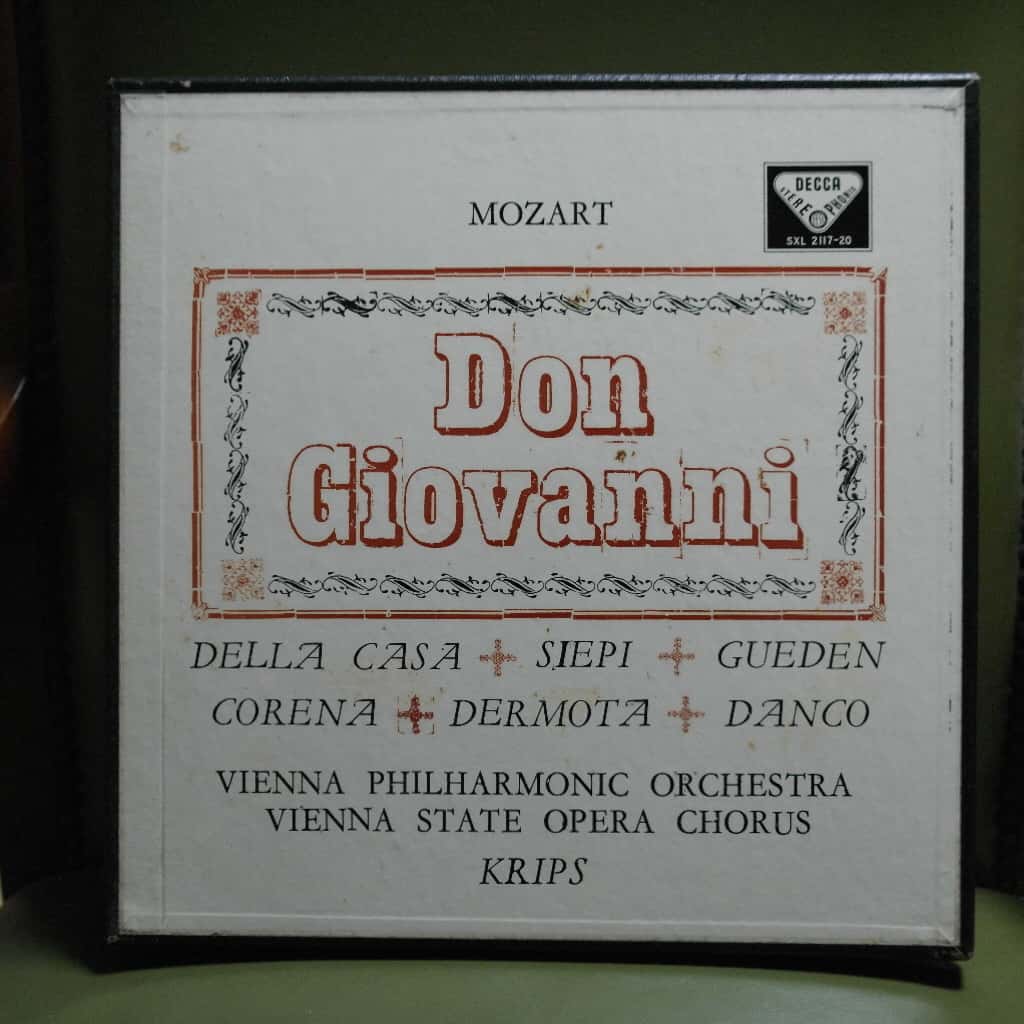 MOZART
DECCA
STEREOPHONIC
SXL 2117-20
Don
Giovanni
DELLA CASA SIEPI GUEDEN
CORENA DERMOTA DANCO
VIENNA PHILHARMONIC ORCHESTRA
VIENNA STATE OPERA CHORUS
KRIPS